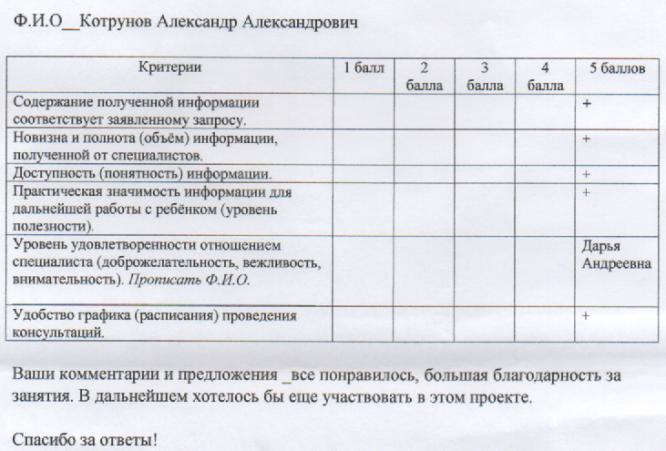 Ф.И.О__Котрунов Александр Александрович
Критерии 1 балл 2 балла 3 балла 4 балла 5 баллов
Содержание полученной информации
соответствует заявленному запросу. +
Новизна и полнота (объём) информации,
полученной от специалистов. +
Доступность (понятность) информации. +
Практическая значимость информации для
дальнейшей работы с ребёнком (уровень
полезности). +
Уровень удовлетворенности отношением
специалиста (доброжелательность, вежливость,
внимательность). Прописать Ф.И.О.
Дарья
Андреевна
Удобство графика (расписания) проведения
консультаций. +
Ваши комментарии и предложения _все понравилось, большая благодарность за
занятия. В дальнейшем хотелось бы еще участвовать в этом проекте.
Спасибо за ответы!